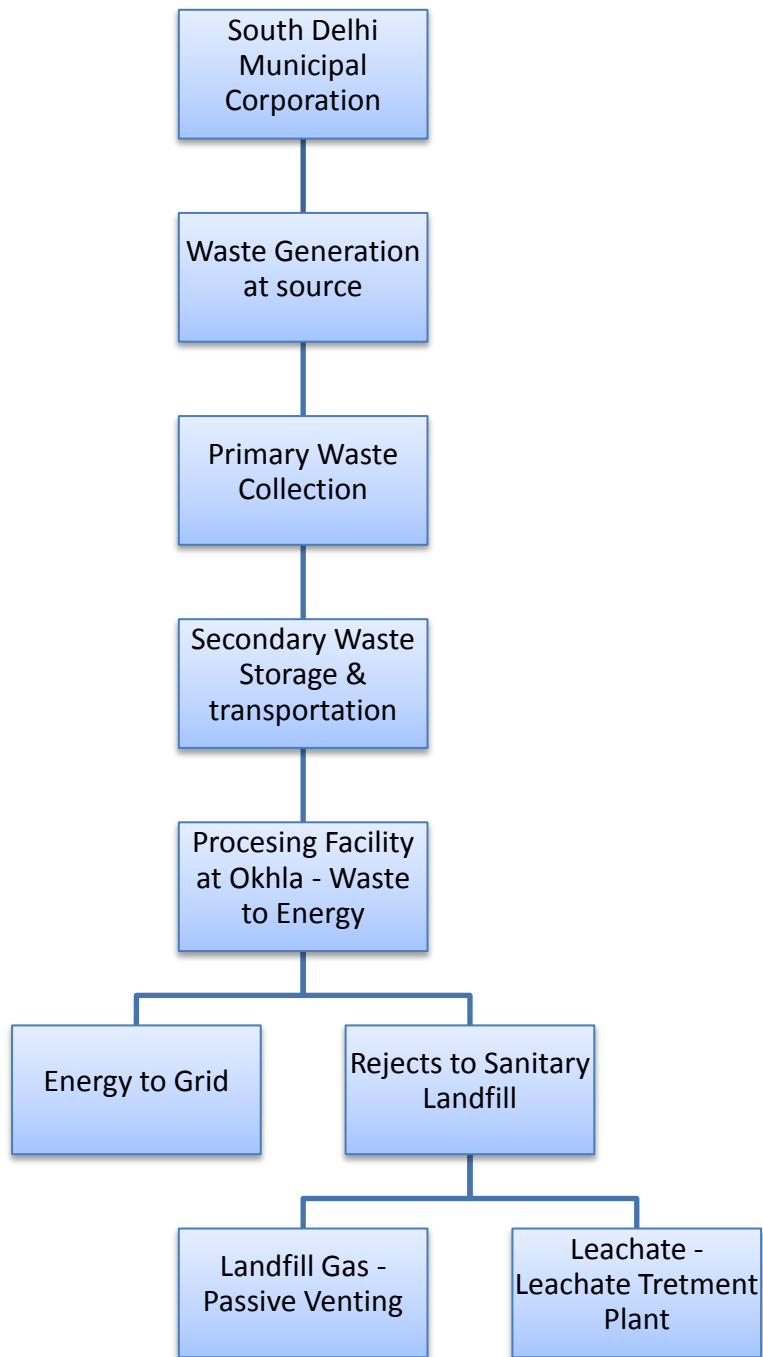 South Delhi
Municipal
Corporation
Waste Generation
at source
Primary Waste
Collection
Secondary Waste
Storage &
transportation
Procesing Facility
at Okhla - Waste
to Energy
Energy to Grid
Rejects to Sanitary
Landfill
Landfill Gas -
Passive Venting
Leachate -
Leachate Tretment
Plant